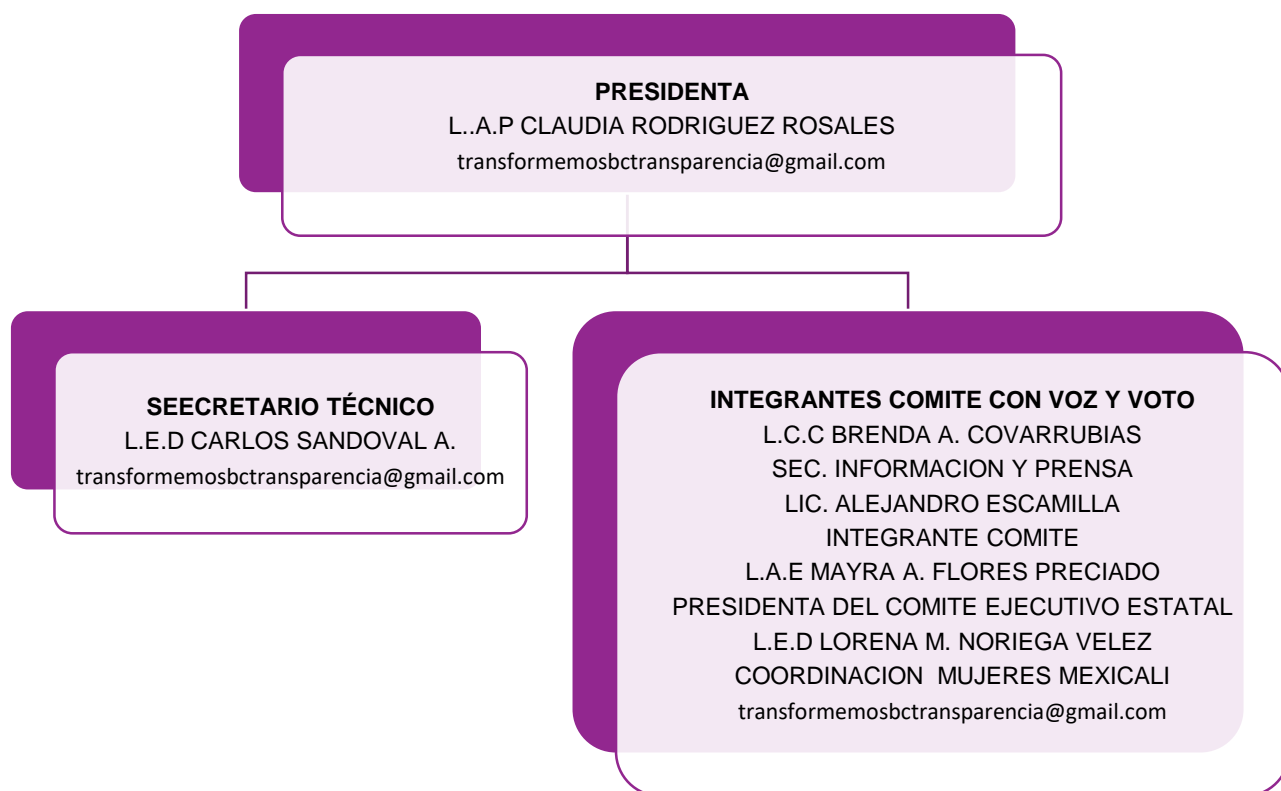 PRESIDENTA
L..A.P CLAUDIA RODRIGUEZ ROSALES
transformemosbctransparencia@gmail.com
SEECRETARIO TÉCNICO
L.E.D CARLOS SANDOVAL A.
transformemosbctransparencia@gmail.com
INTEGRANTES COMITE CON VOZ Y VOTO
L.C.C BRENDA A. COVARRUBIAS
SEC. INFORMACION Y PRENSA
LIC. ALEJANDRO ESCAMILLA
INTEGRANTE COMITE
L.A.E MAYRA A. FLORES PRECIADO
PRESIDENTA DEL COMITE EJECUTIVO ESTATAL
L.E.D LORENA M. NORIEGA VELEZ
COORDINACION  MUJERES MEXICALI
transformemosbctransparencia@gmail.com